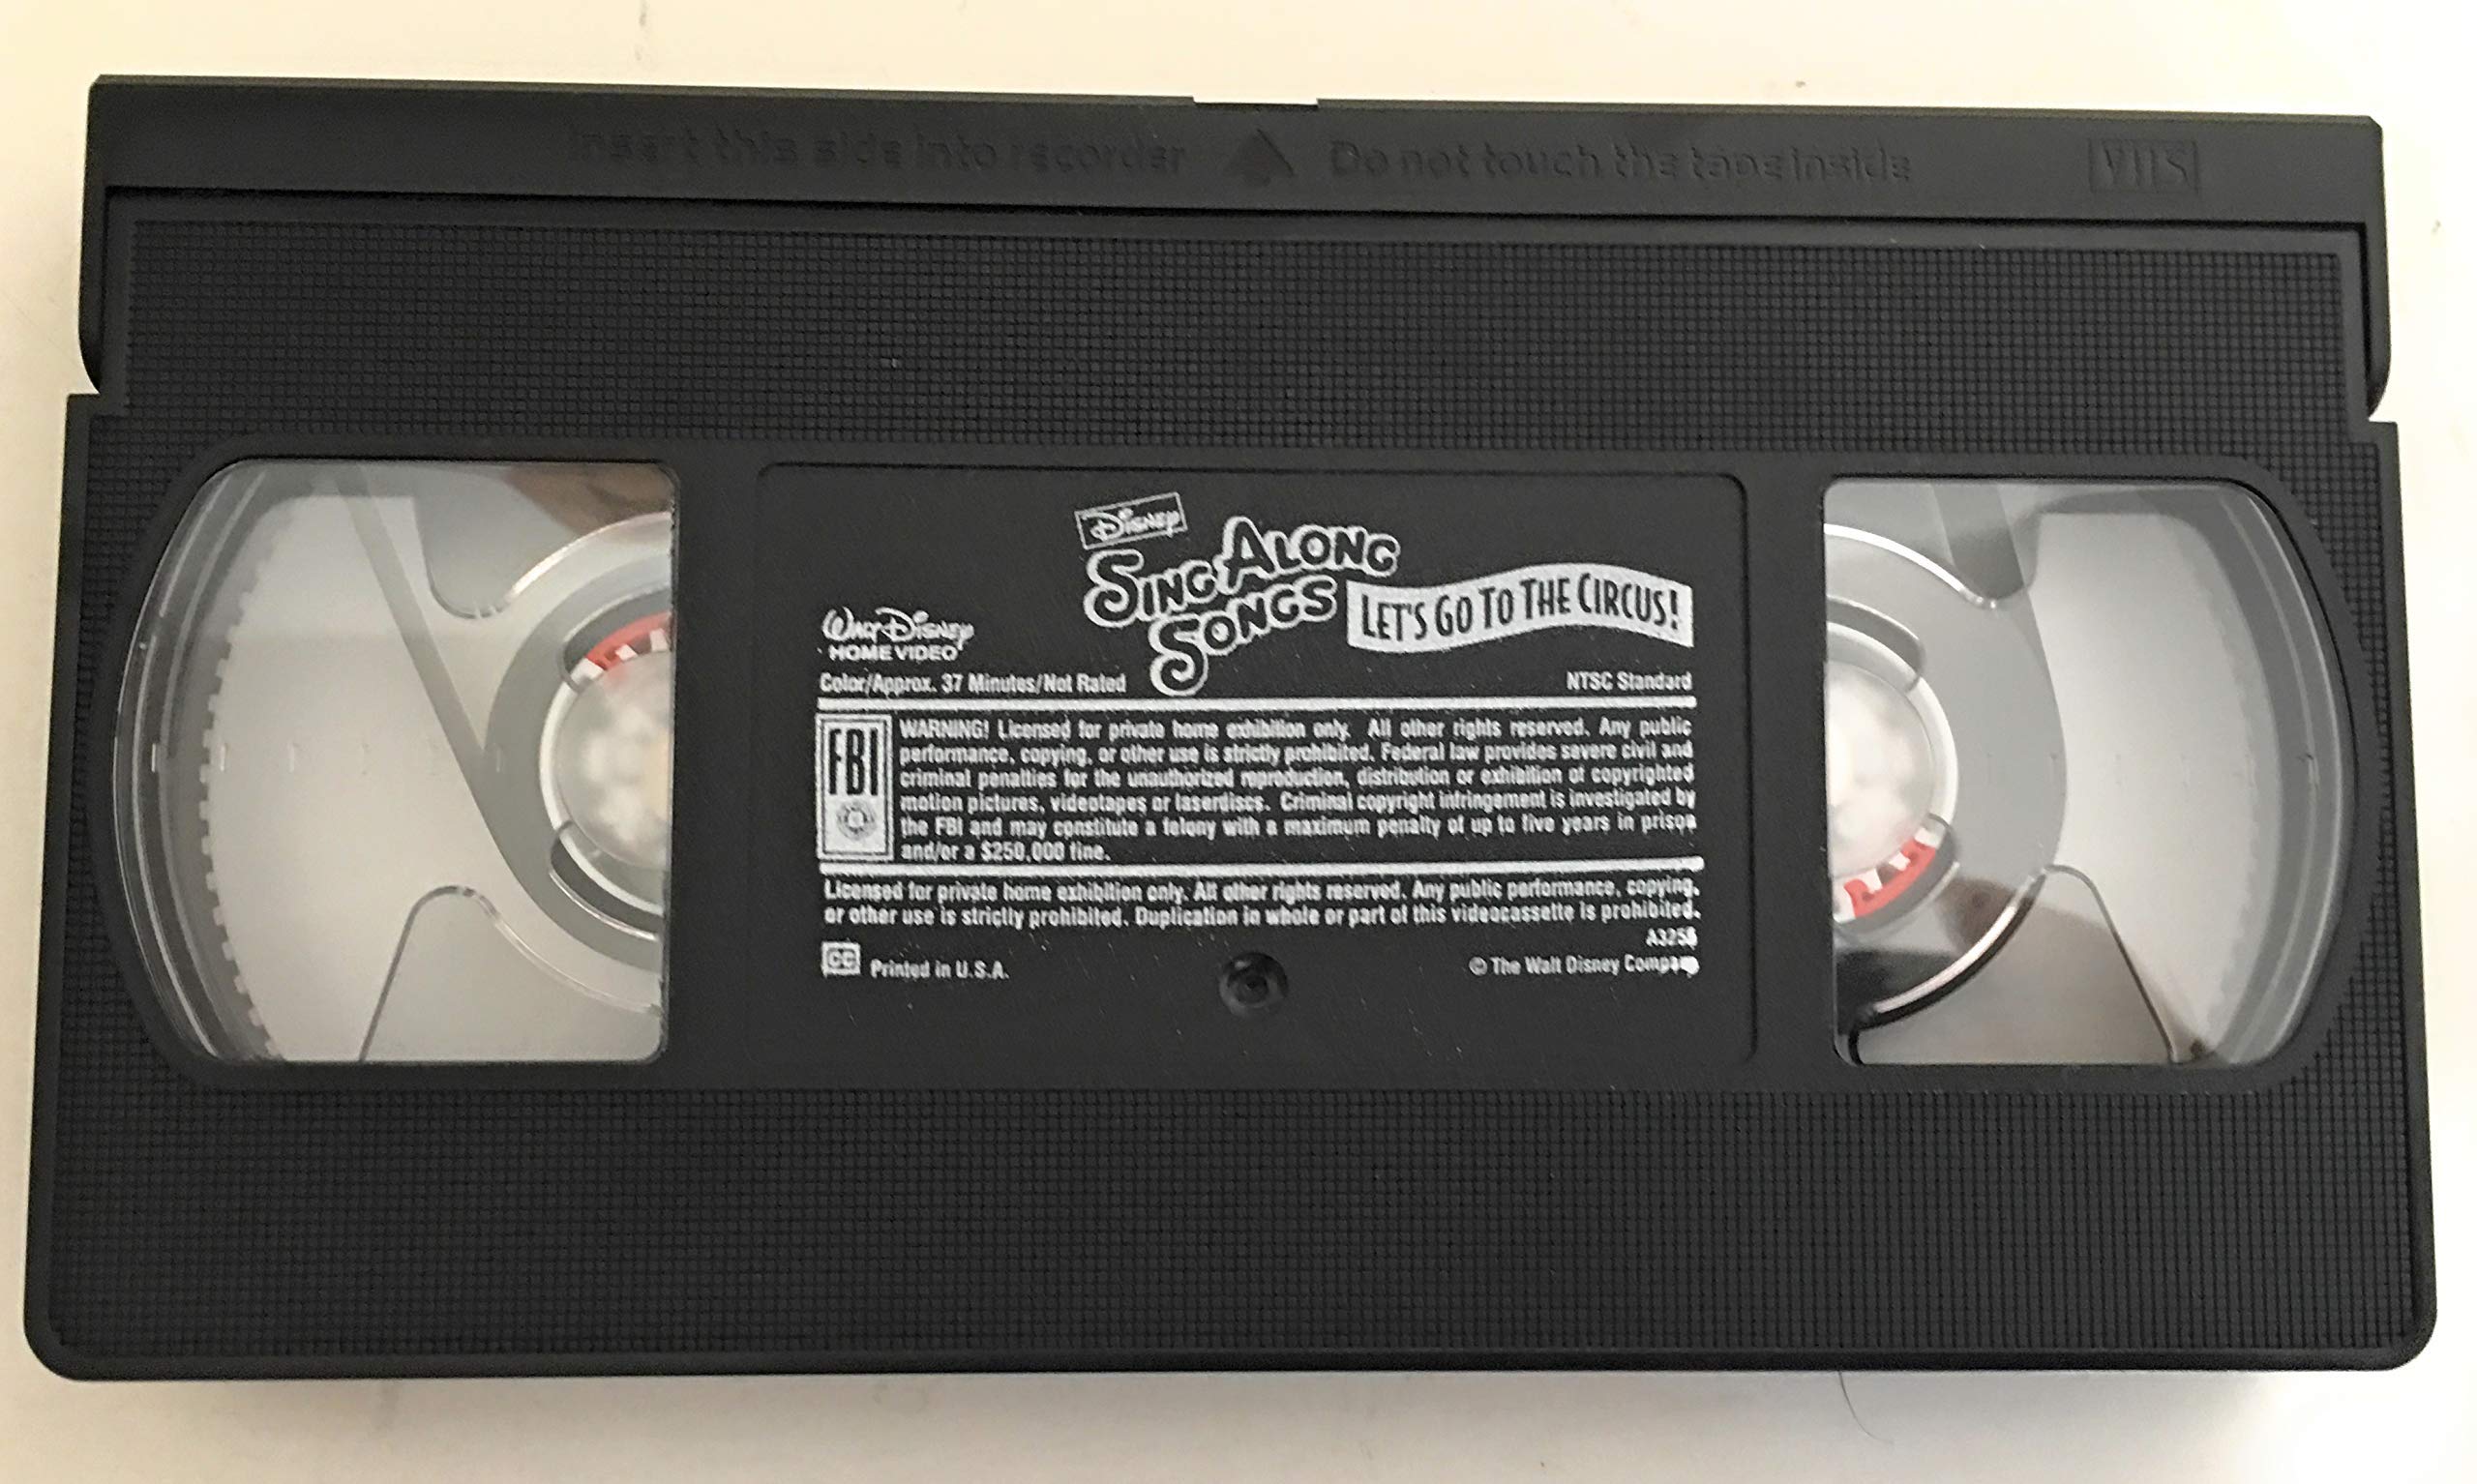 Insert this side into recorder ▲ Do not touch the tape inside VHS
Disney
SING ALONG
SONGS
LET'S GO TO THE CIRCUS!
WALT DISNEY
HOME VIDEO
Color/Approx. 37 Minutes/Not Rated NTSC Standard
FBI
WARNING! Licensed for private home exhibition only. All other rights reserved. Any public
performance, copying, or other use is strictly prohibited. Federal law provides severe civil and
criminal penalties for the unauthorized reproduction, distribution or exhibition of copyrighted
motion pictures, videotapes or laserdiscs. Criminal copyright infringement is investigated by
the FBI and may constitute a felony with a maximum penalty of up to five years in prison
and/or a $250,000 fine.
Licensed for private home exhibition only. All other rights reserved. Any public performance, copying,
or other use is strictly prohibited. Duplication in whole or part of this videocassette is prohibited.
CC Printed in U.S.A.
© The Walt Disney Company